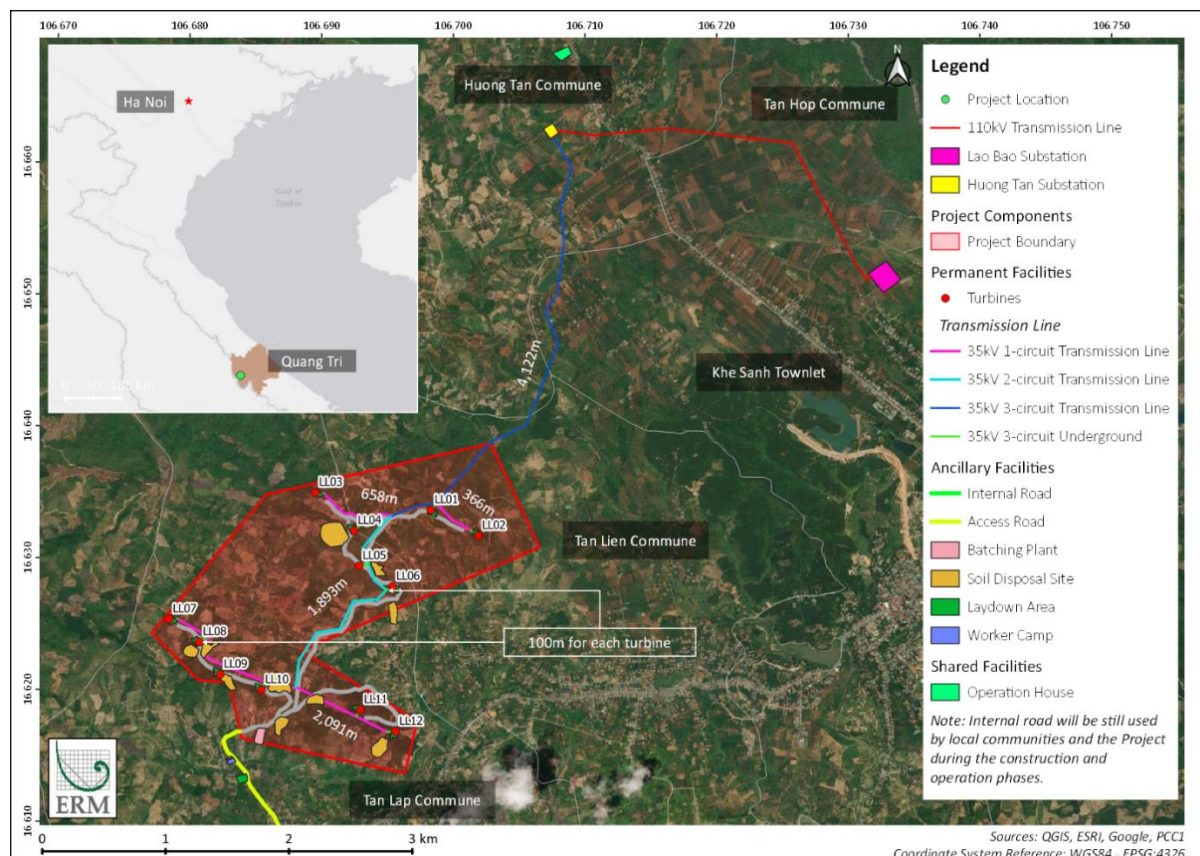 106.670
106.680
106.690
106.700
106.710
106.720
106.730
106.740
106.750
16.660
16.650
16.640
16.630
16.620
16.610
Ha Noi
Gulf of
Tonkin
Quang Tri
0 50 100 km
Huong Tan Commune
Tan Hop Commune
N
4,122m
Khe Sanh Townlet
LL03
658m
LL01
366m
LL04
LL02
Tan Lien Commune
LL05
LL06
1,893m
LL07
LL08
100m for each turbine
LL09
LL10
LL11
2,091m
LL12
Tan Lap Commune
ERM
0 1 2 3 km
Legend
Project Location
110kV Transmission Line
Lao Bao Substation
Huong Tan Substation
Project Components
Project Boundary
Permanent Facilities
Turbines
Transmission Line
35kV 1-circuit Transmission Line
35kV 2-circuit Transmission Line
35kV 3-circuit Transmission Line
35kV 3-circuit Underground
Ancillary Facilities
Internal Road
Access Road
Batching Plant
Soil Disposal Site
Laydown Area
Worker Camp
Shared Facilities
Operation House
Note: Internal road will be still used
by local communities and the Project
during the construction and
operation phases.
Sources: QGIS, ESRI, Google, PCC1
Coordinate System Reference: WGS84, EPSG:4326